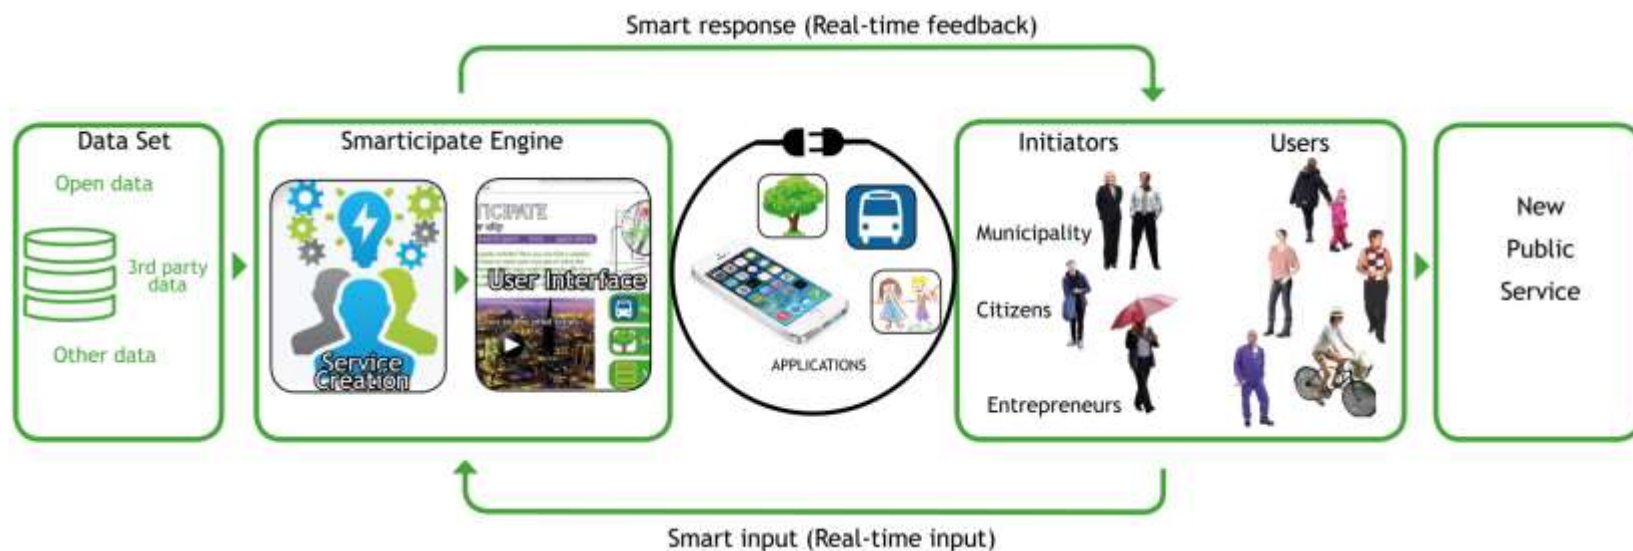 Smart response (Real-time feedback)
Data Set
Open data
3rd party
data
Other data
Smarticipate Engine
Service
Creation
TICIPATE
User Interface
APPLICATIONS
Initiators
Users
Municipality
Citizens
Entrepreneurs
New
Public
Service
Smart input (Real-time input)